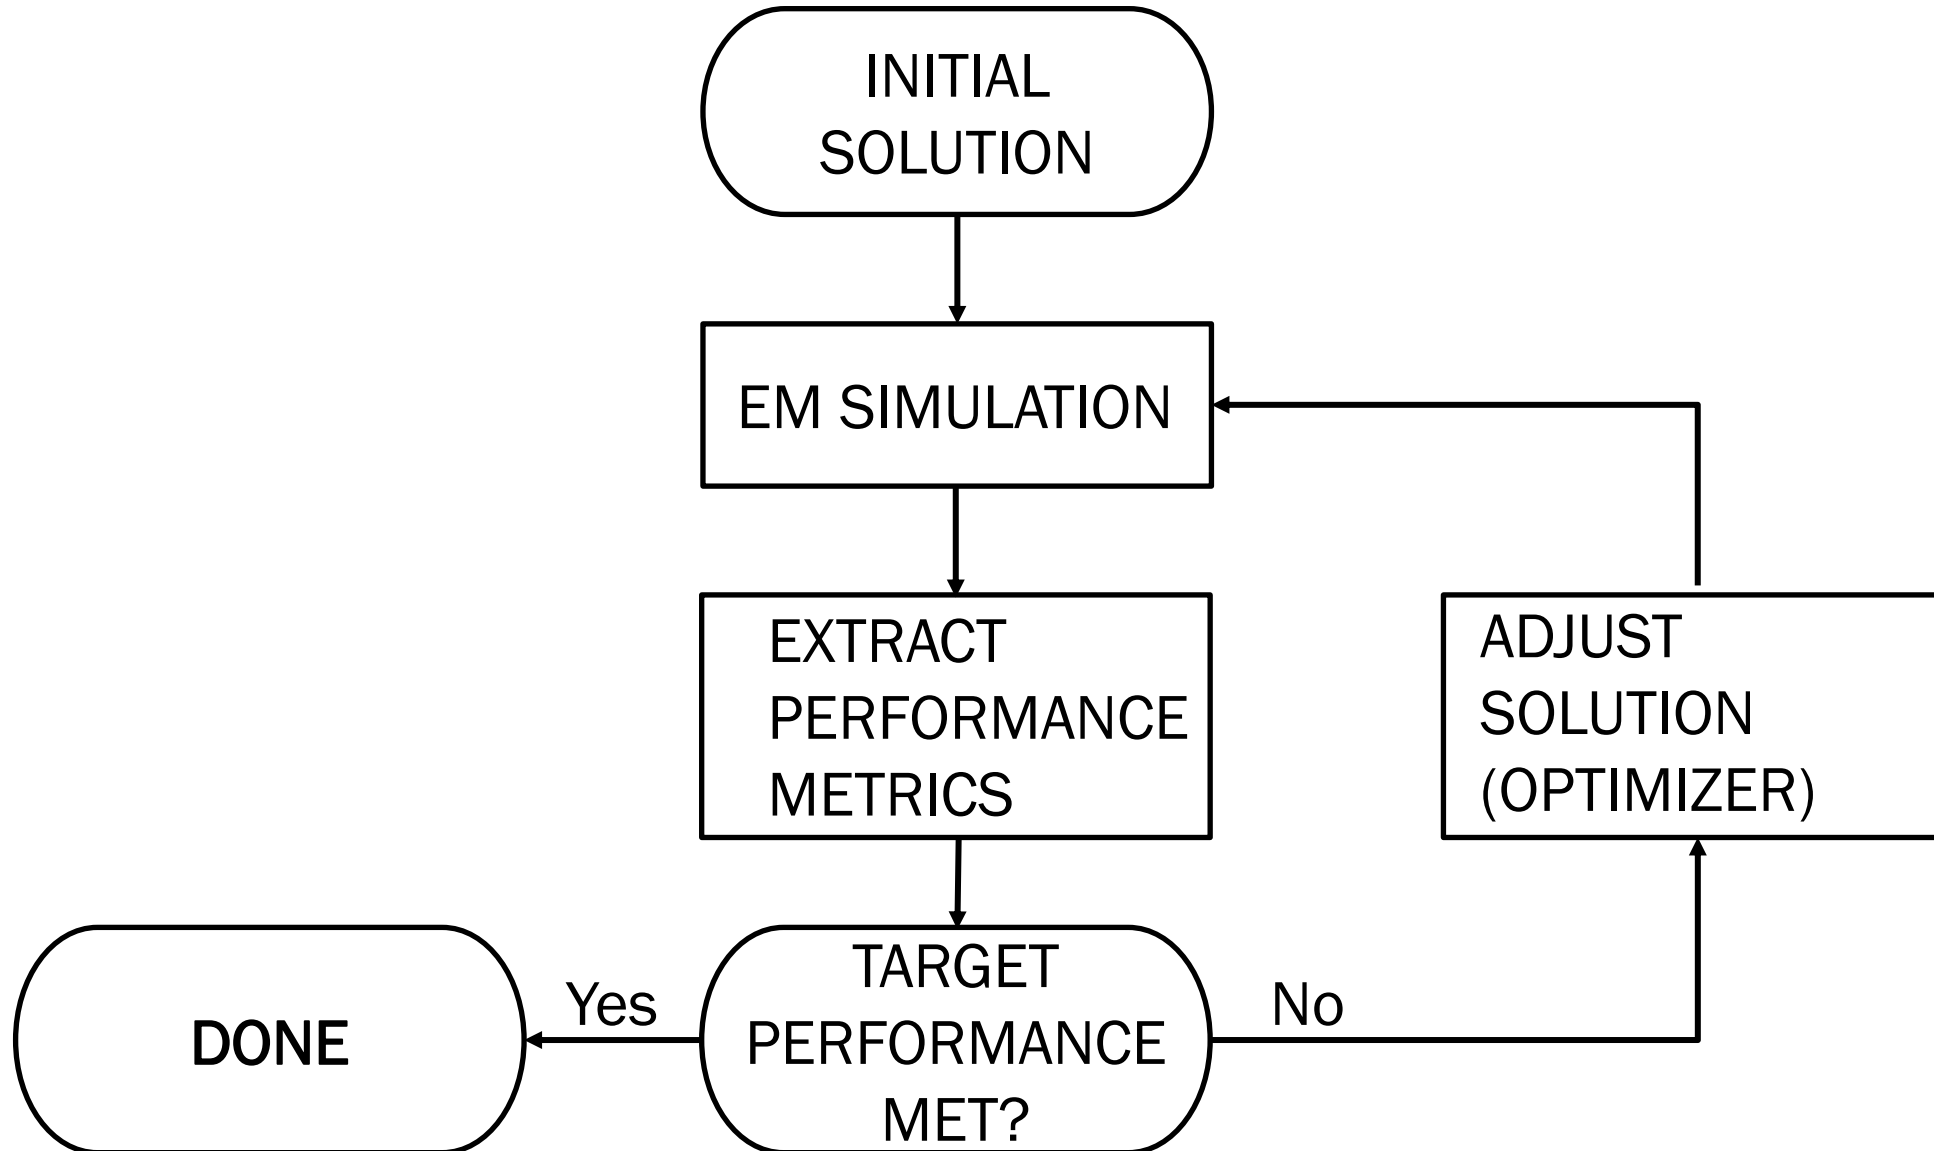 INITIAL
SOLUTION
EM SIMULATION
EXTRACT
PERFORMANCE
METRICS
ADJUST
SOLUTION
(OPTIMIZER)
DONE
Yes
TARGET
PERFORMANCE
MET?
No